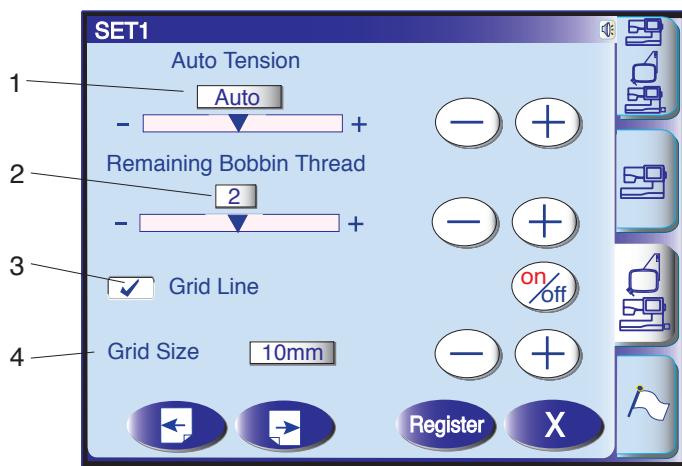 SET1
1
Auto Tension
Auto
- +
- +
2
Remaining Bobbin Thread
2
- +
- +
3
Grid Line
on/off
4
Grid Size 10mm
- +
Register X